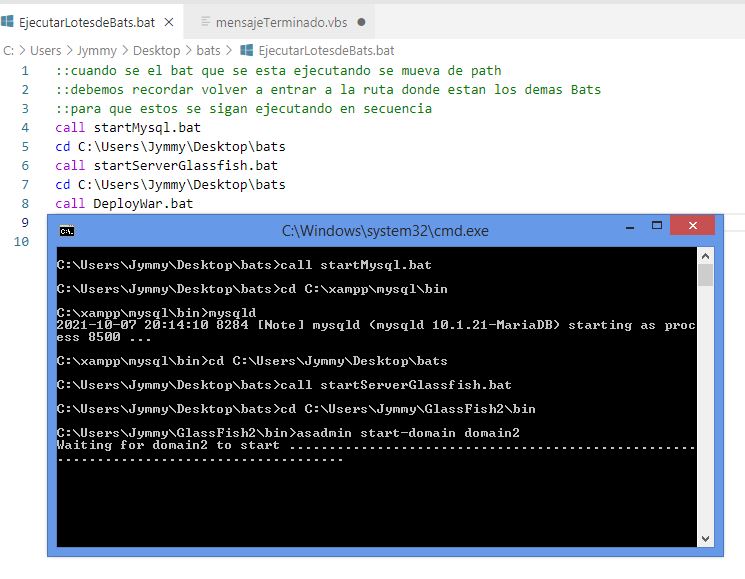 EjecutarLotesdeBats.bat
mensajeTerminado.vbs
C: > Users > Jymmy > Desktop > bats > EjecutarLotesdeBats.bat
1 ::cuando se el bat que se esta ejecutando se mueva de path
2 ::debemos recordar volver a entrar a la ruta donde estan los demas Bats
3 ::para que estos se sigan ejecutando en secuencia
4 call startMysql.bat
5 cd C:\Users\Jymmy\Desktop\bats
6 call startServerGlassfish.bat
7 cd C:\Users\Jymmy\Desktop\bats
8 call DeployWar.bat
9
10
C:\Windows\system32\cmd.exe
C:\Users\Jymmy\Desktop\bats>call startMysql.bat
C:\Users\Jymmy\Desktop\bats>cd C:\xampp\mysql\bin
C:\xampp\mysql\bin>mysqld
2021-10-07 20:14:10 8284 [Note] mysqld (mysqld 10.1.21-MariaDB) starting as proc
ess 8500 ...
C:\xampp\mysql\bin>cd C:\Users\Jymmy\Desktop\bats
C:\Users\Jymmy\Desktop\bats>call startServerGlassfish.bat
C:\Users\Jymmy\Desktop\bats>cd C:\Users\Jymmy\GlassFish2\bin
C:\Users\Jymmy\GlassFish2\bin>asadmin start-domain domain2
Waiting for domain2 to start ...................................................
....................................